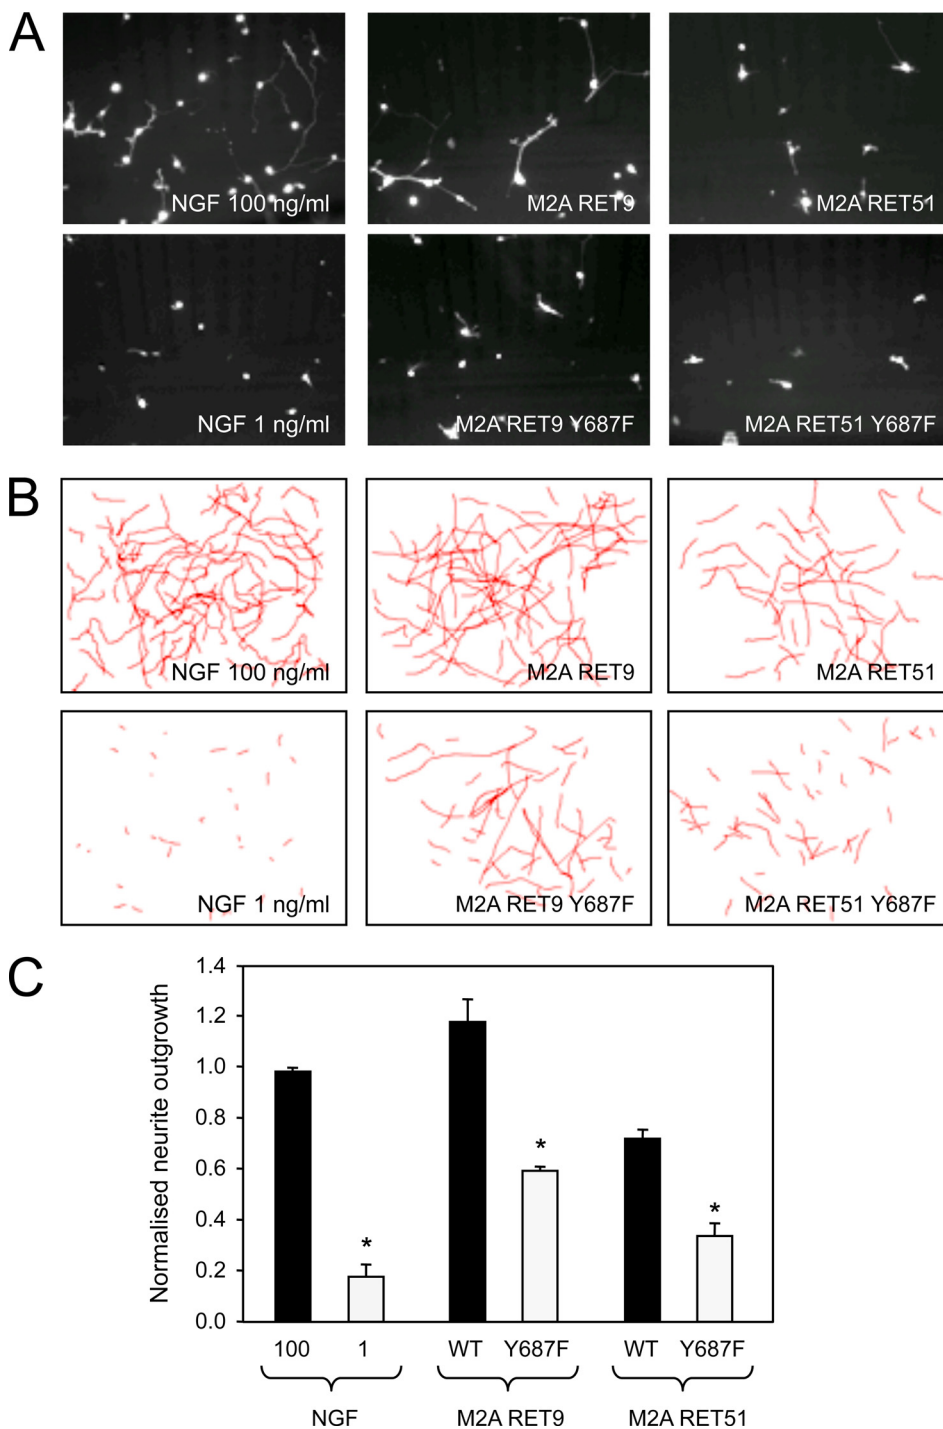 A
NGF 100 ng/ml
M2A RET9
M2A RET51
NGF 1 ng/ml
M2A RET9 Y687F
M2A RET51 Y687F
B
NGF 100 ng/ml
M2A RET9
M2A RET51
NGF 1 ng/ml
M2A RET9 Y687F
M2A RET51 Y687F
C
Normalised neurite outgrowth
1.4
1.2
1.0
0.8
0.6
0.4
0.2
0.0
*
*
*
100 1 WT Y687F WT Y687F
NGF M2A RET9 M2A RET51